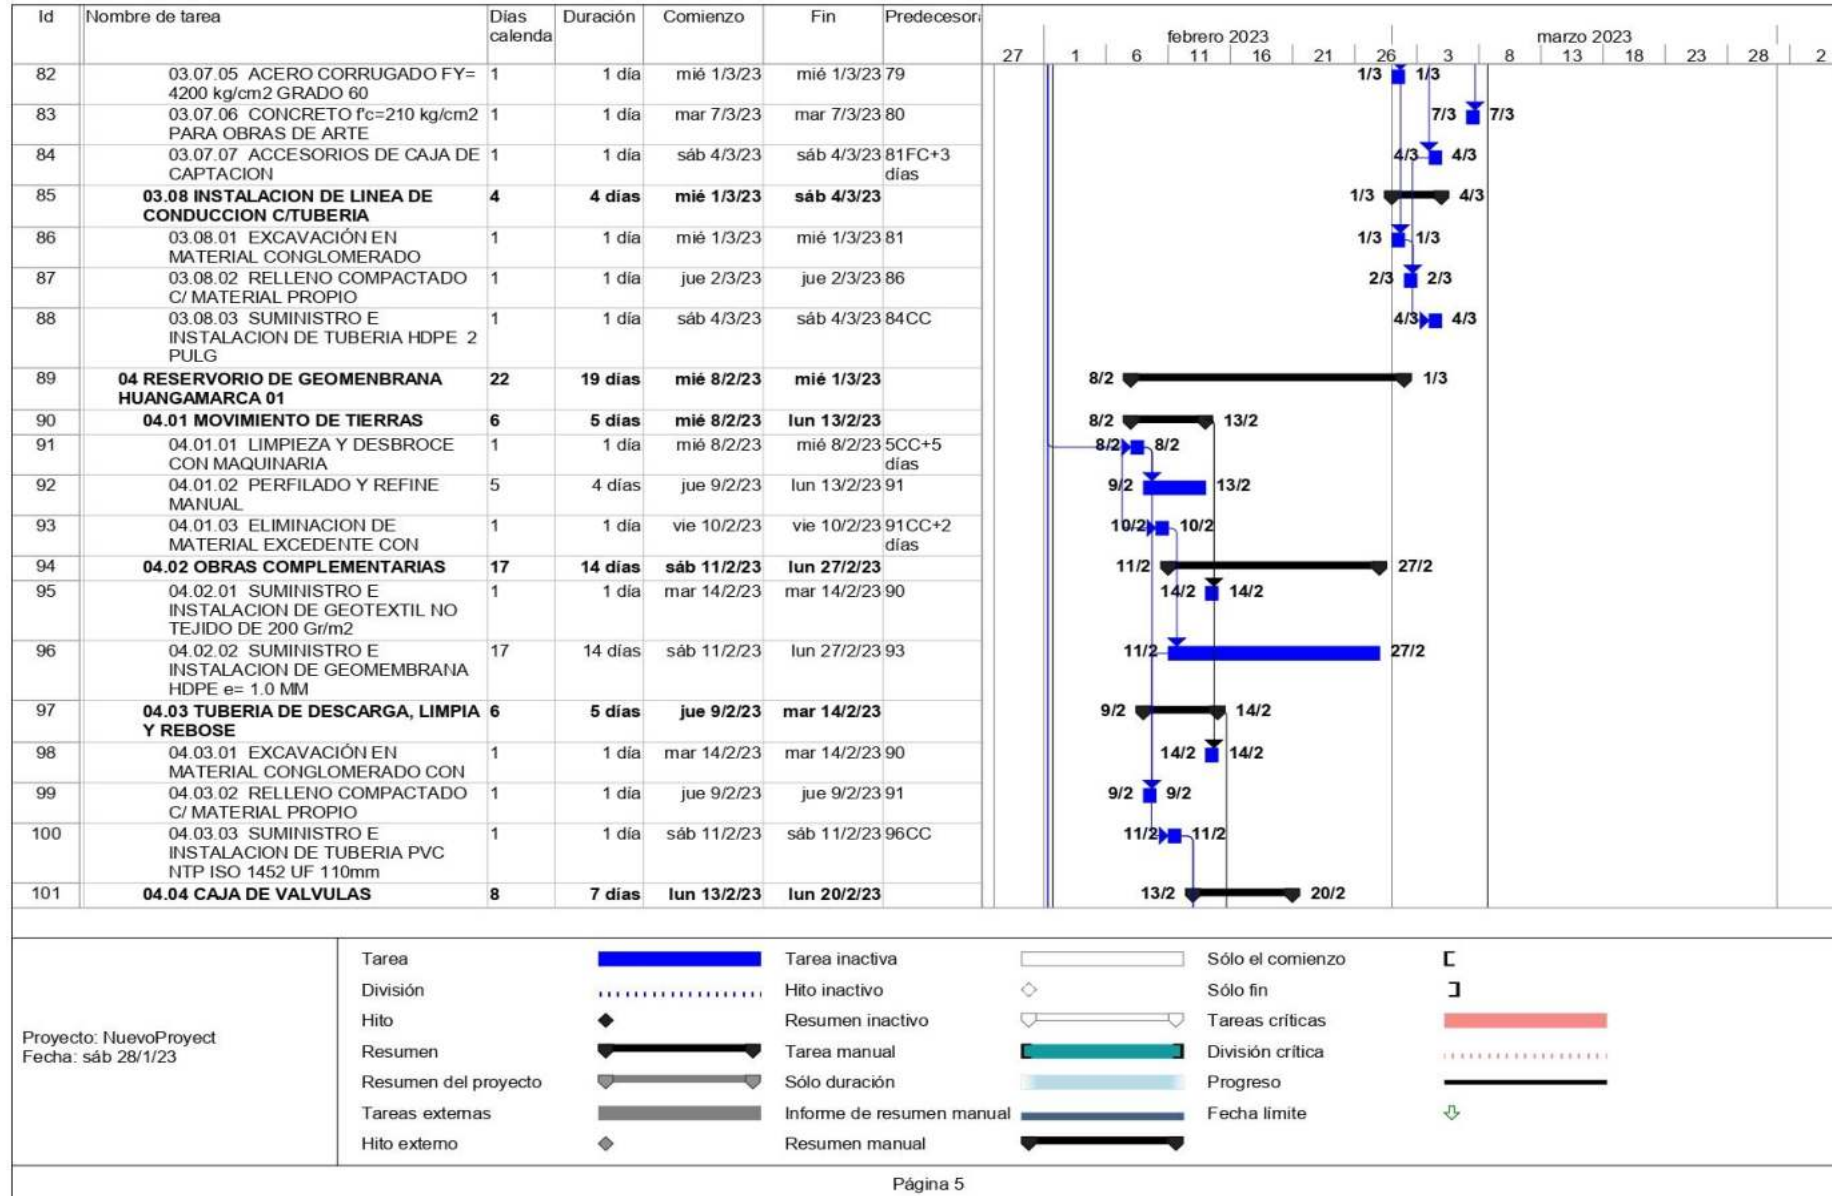 Id Nombre de tarea Días calenda Duración Comienzo Fin Predecesor
febrero 2023 marzo 2023
27 1 6 11 16 21 26 3 8 13 18 23 28 2
82 03.07.05 ACERO CORRUGADO FY= 1 1 día mié 1/3/23 mié 1/3/23 79 1/3 1/3
4200 kg/cm2 GRADO 60
83 03.07.06 CONCRETO f'c=210 kg/cm2 1 1 día mar 7/3/23 mar 7/3/23 80 7/3 7/3
PARA OBRAS DE ARTE
84 03.07.07 ACCESORIOS DE CAJA DE 1 1 día sáb 4/3/23 sáb 4/3/23 81FC+3 4/3 4/3
CAPTACION días
85 03.08 INSTALACION DE LINEA DE 4 4 días mié 1/3/23 sáb 4/3/23 1/3 4/3
CONDUCCION C/TUBERIA
86 03.08.01 EXCAVACIÓN EN 1 1 día mié 1/3/23 mié 1/3/23 81 1/3 1/3
MATERIAL CONGLOMERADO
87 03.08.02 RELLENO COMPACTADO 1 1 día jue 2/3/23 jue 2/3/23 86 2/3 2/3
C/ MATERIAL PROPIO
88 03.08.03 SUMINISTRO E 1 1 día sáb 4/3/23 sáb 4/3/23 84CC 4/3 4/3
INSTALACION DE TUBERIA HDPE 2
PULG
89 04 RESERVORIO DE GEOMENBRANA 22 19 días mié 8/2/23 mié 1/3/23 8/2 1/3
HUANGAMARCA 01
90 04.01 MOVIMIENTO DE TIERRAS 6 5 días mié 8/2/23 lun 13/2/23 8/2 13/2
91 04.01.01 LIMPIEZA Y DESBROCE 1 1 día mié 8/2/23 mié 8/2/23 5CC+5 8/2 8/2
CON MAQUINARIA días
92 04.01.02 PERFILADO Y REFINE 5 4 días jue 9/2/23 lun 13/2/23 91 9/2 13/2
MANUAL
93 04.01.03 ELIMINACION DE 1 1 día vie 10/2/23 vie 10/2/23 91CC+2 10/2 10/2
MATERIAL EXCEDENTE CON días
94 04.02 OBRAS COMPLEMENTARIAS 17 14 días sáb 11/2/23 lun 27/2/23 11/2 27/2
95 04.02.01 SUMINISTRO E 1 1 día mar 14/2/23 mar 14/2/23 90 14/2 14/2
INSTALACION DE GEOTEXTIL NO
TEJIDO DE 200 Gr/m2
96 04.02.02 SUMINISTRO E 17 14 días sáb 11/2/23 lun 27/2/23 93 11/2 27/2
INSTALACION DE GEOMEMBRANA
HDPE e= 1.0 MM
97 04.03 TUBERIA DE DESCARGA, LIMPIA 6 5 días jue 9/2/23 mar 14/2/23 9/2 14/2
Y REBOSE
98 04.03.01 EXCAVACIÓN EN 1 1 día mar 14/2/23 mar 14/2/23 90 14/2 14/2
MATERIAL CONGLOMERADO CON
99 04.03.02 RELLENO COMPACTADO 1 1 día jue 9/2/23 jue 9/2/23 91 9/2 9/2
C/ MATERIAL PROPIO
100 04.03.03 SUMINISTRO E 1 1 día sáb 11/2/23 sáb 11/2/23 96CC 11/2 11/2
INSTALACION DE TUBERIA PVC
NTP ISO 1452 UF 110mm
101 04.04 CAJA DE VALVULAS 8 7 días lun 13/2/23 lun 20/2/23 13/2 20/2
Proyecto: NuevoProyect
Fecha: sáb 28/1/23
Tarea Tarea inactiva Sólo el comienzo
División Hito inactivo Sólo fin
Hito Resumen inactivo Tareas críticas
Resumen Tarea manual División crítica
Resumen del proyecto Sólo duración Progreso
Tareas externas Informe de resumen manual Fecha límite
Hito externo Resumen manual
Página 5